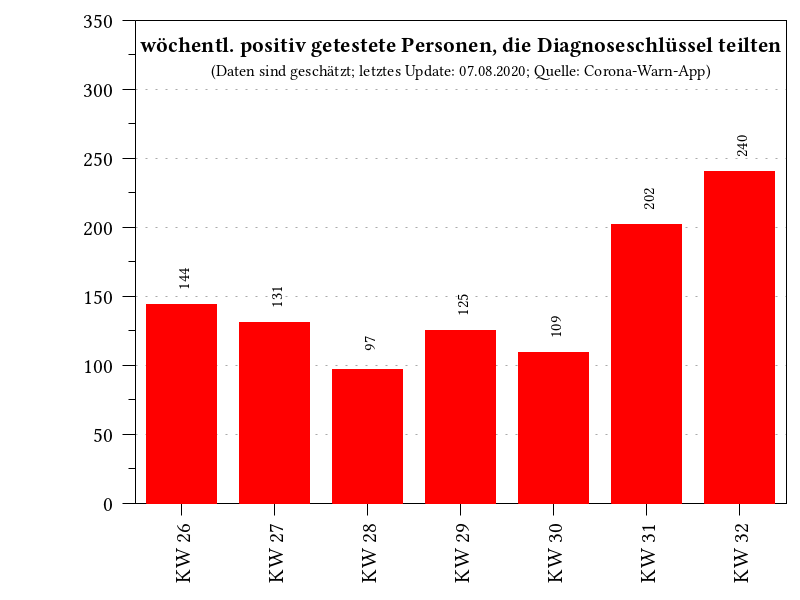 wöchentl. positiv getestete Personen, die Diagnoseschlüssel teilten
(Daten sind geschätzt; letztes Update: 07.08.2020; Quelle: Corona-Warn-App)
350
300
250
200
150
100
50
0
144
131
97
125
109
202
240
KW 26
KW 27
KW 28
KW 29
KW 30
KW 31
KW 32